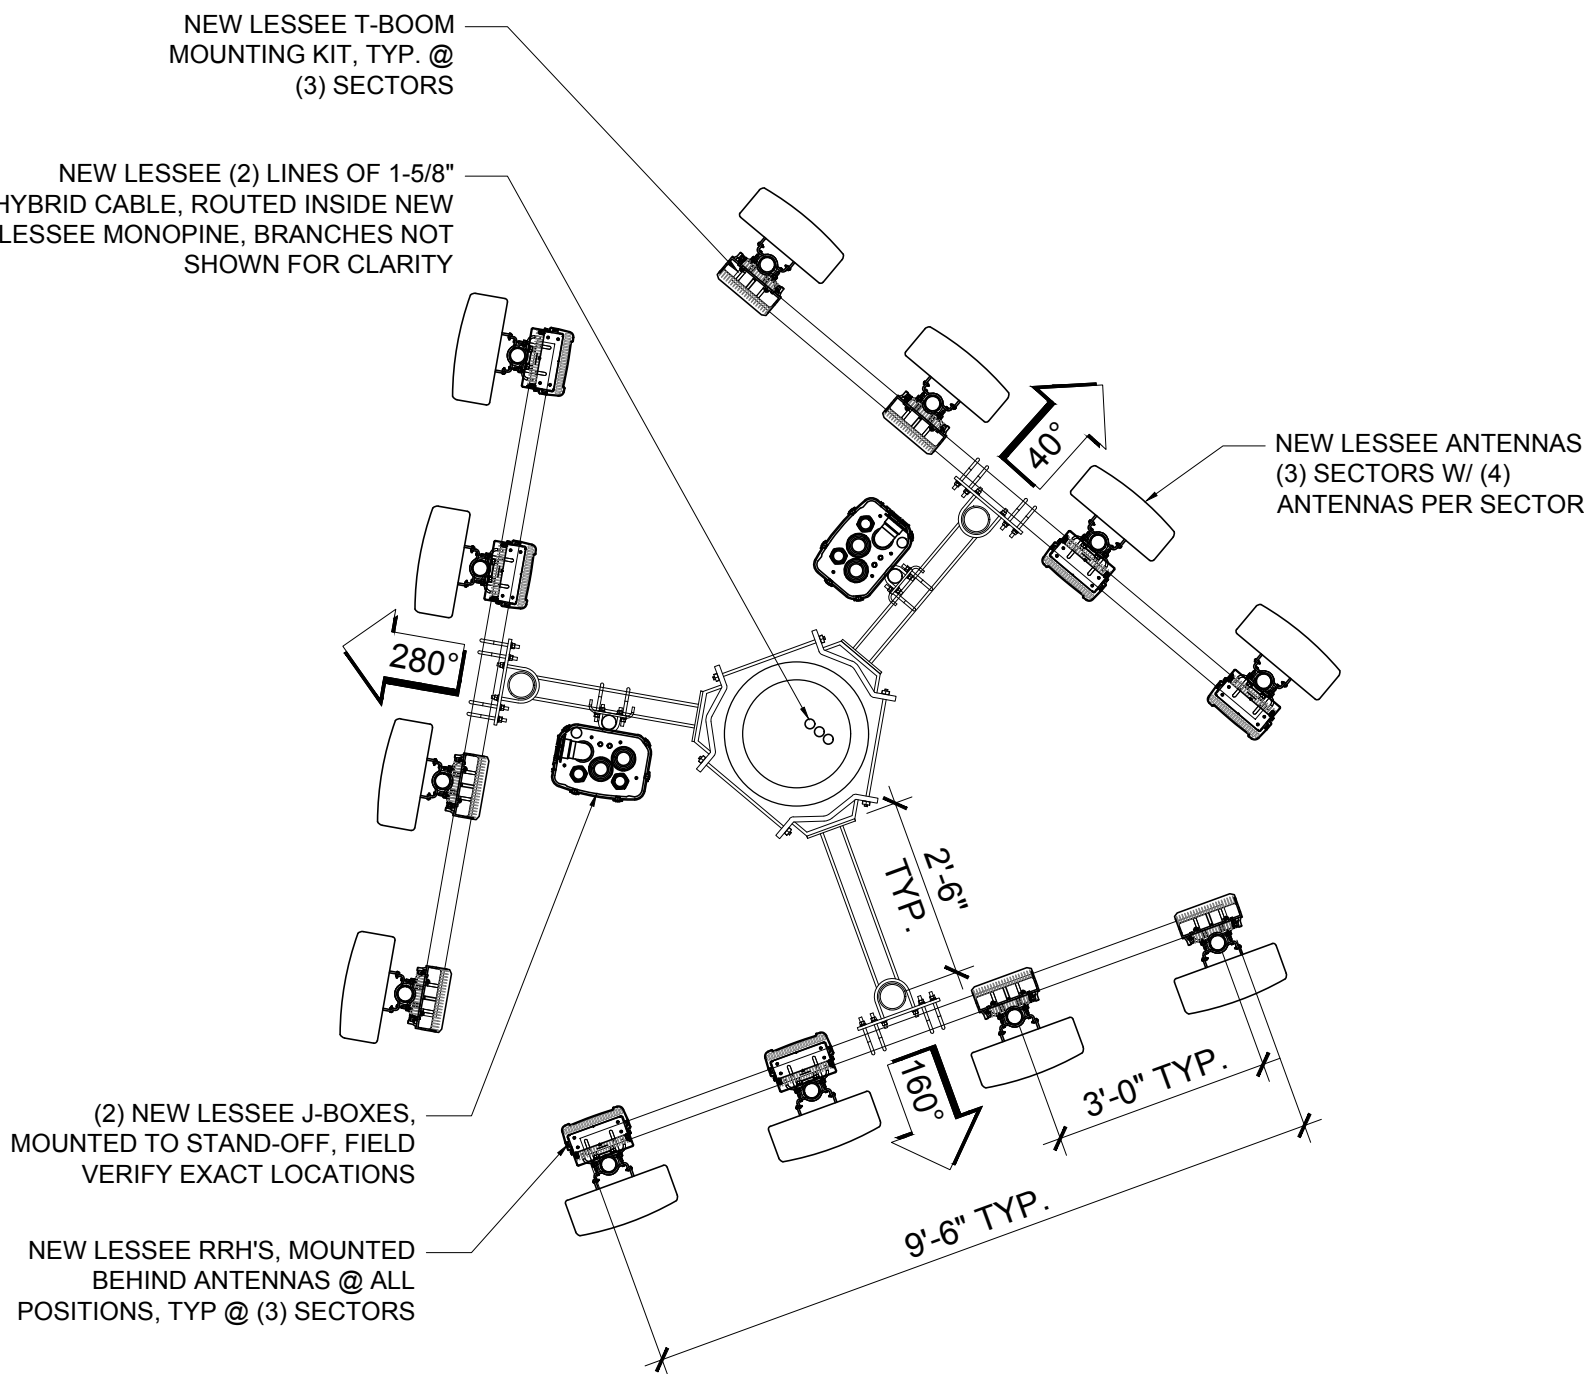 NEW LESSEE T-BOOM
MOUNTING KIT, TYP. @
(3) SECTORS
NEW LESSEE (2) LINES OF 1-5/8"
HYBRID CABLE, ROUTED INSIDE NEW
LESSEE MONOPINE, BRANCHES NOT
SHOWN FOR CLARITY
40°
NEW LESSEE ANTENNAS
(3) SECTORS W/ (4)
ANTENNAS PER SECTOR
280°
2'-6"
TYP.
160°
3'-0" TYP.
9'-6" TYP.
(2) NEW LESSEE J-BOXES,
MOUNTED TO STAND-OFF, FIELD
VERIFY EXACT LOCATIONS
NEW LESSEE RRH'S, MOUNTED
BEHIND ANTENNAS @ ALL
POSITIONS, TYP @ (3) SECTORS